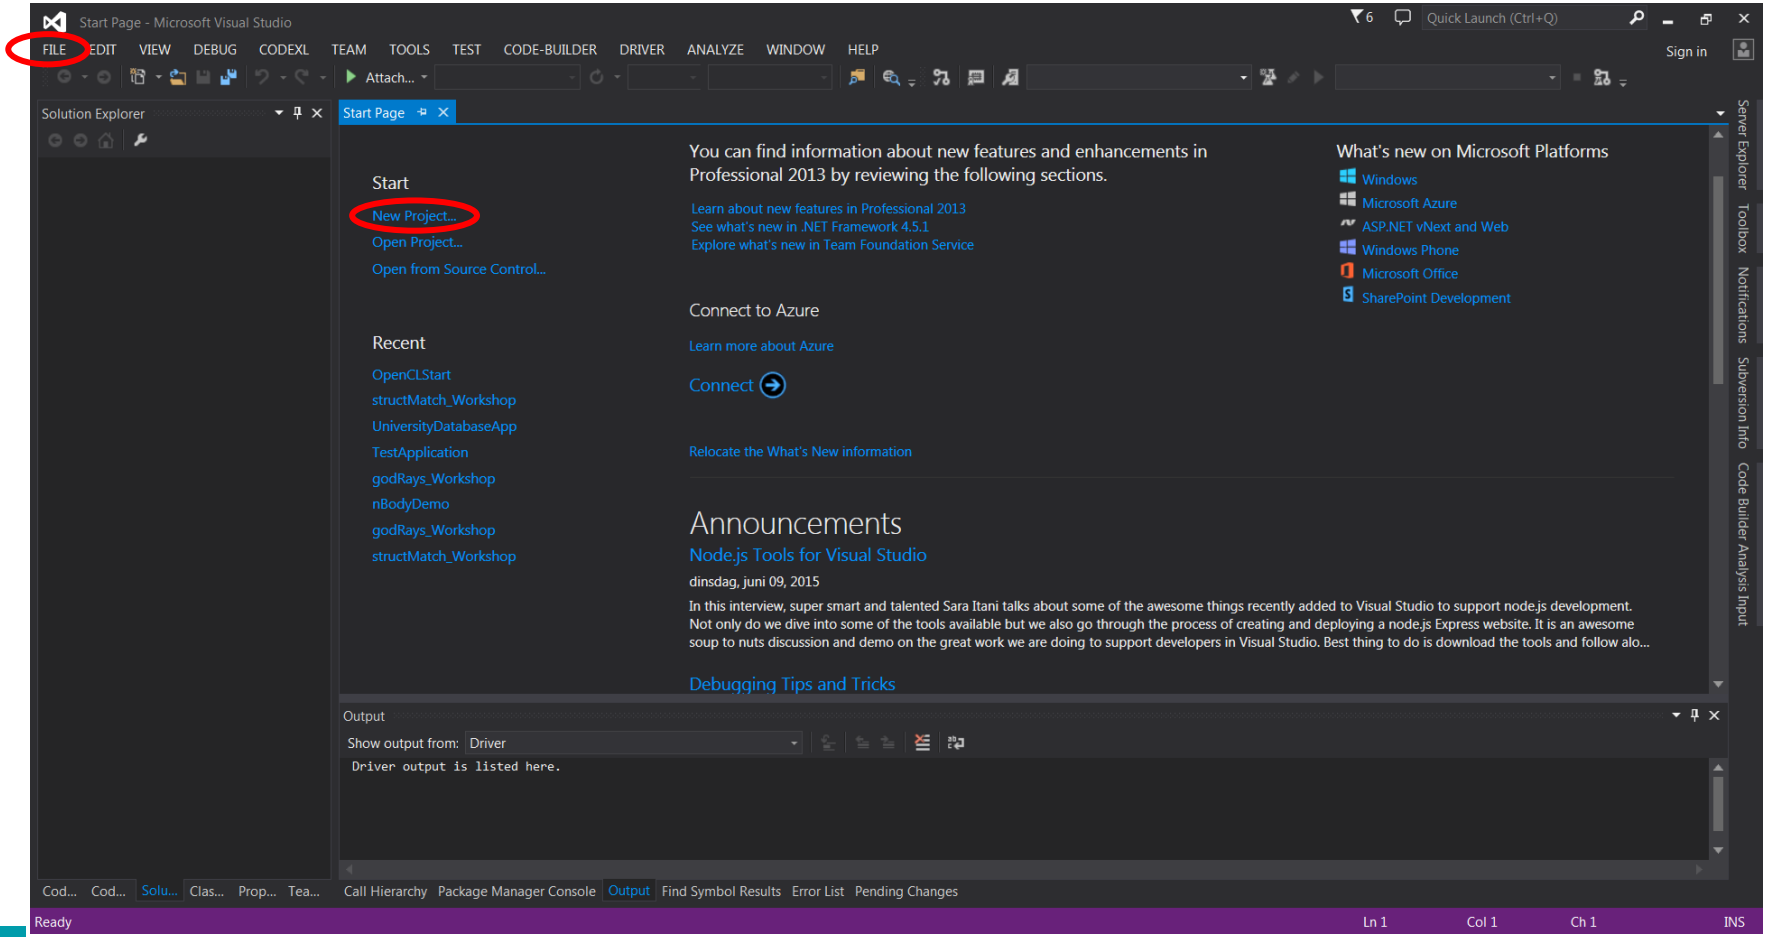 Start Page - Microsoft Visual Studio
6
Quick Launch (Ctrl+Q)
FILE EDIT VIEW DEBUG CODEXL TEAM TOOLS TEST CODE-BUILDER DRIVER ANALYZE WINDOW HELP
Sign in
Attach...
Solution Explorer
Start Page
Start
New Project...
Open Project...
Open from Source Control...
Recent
OpenCLStart
structMatch_Workshop
UniversityDatabaseApp
TestApplication
godRays_Workshop
nBodyDemo
godRays_Workshop
structMatch_Workshop
You can find information about new features and enhancements in
Professional 2013 by reviewing the following sections.
Learn about new features in Professional 2013
See what's new in .NET Framework 4.5.1
Explore what's new in Team Foundation Service
Connect to Azure
Learn more about Azure
Connect
Relocate the What's New information
Announcements
Node.js Tools for Visual Studio
dinsdag, juni 09, 2015
In this interview, super smart and talented Sara Itani talks about some of the awesome things recently added to Visual Studio to support node.js development.
Not only do we dive into some of the tools available but we also go through the process of creating and deploying a node.js Express website. It is an awesome
soup to nuts discussion and demo on the great work we are doing to support developers in Visual Studio. Best thing to do is download the tools and follow alo...
Debugging Tips and Tricks
What's new on Microsoft Platforms
Windows
Microsoft Azure
ASP.NET vNext and Web
Windows Phone
Microsoft Office
SharePoint Development
Server Explorer
Toolbox
Notifications
Subversion Info
Code Builder Analysis Input
Output
Show output from: Driver
Driver output is listed here.
Cod... Cod... Solu... Clas... Prop... Tea...
Call Hierarchy Package Manager Console Output Find Symbol Results Error List Pending Changes
Ready
Ln 1 Col 1 Ch 1 INS